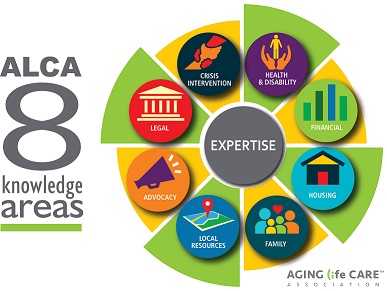 ALCA
8
knowledge
areas
CRISIS
INTERVENTION
HEALTH
& DISABILITY
FINANCIAL
HOUSING
FAMILY
LOCAL
RESOURCES
ADVOCACY
LEGAL
EXPERTISE
AGING life CARE™
ASSOCIATION